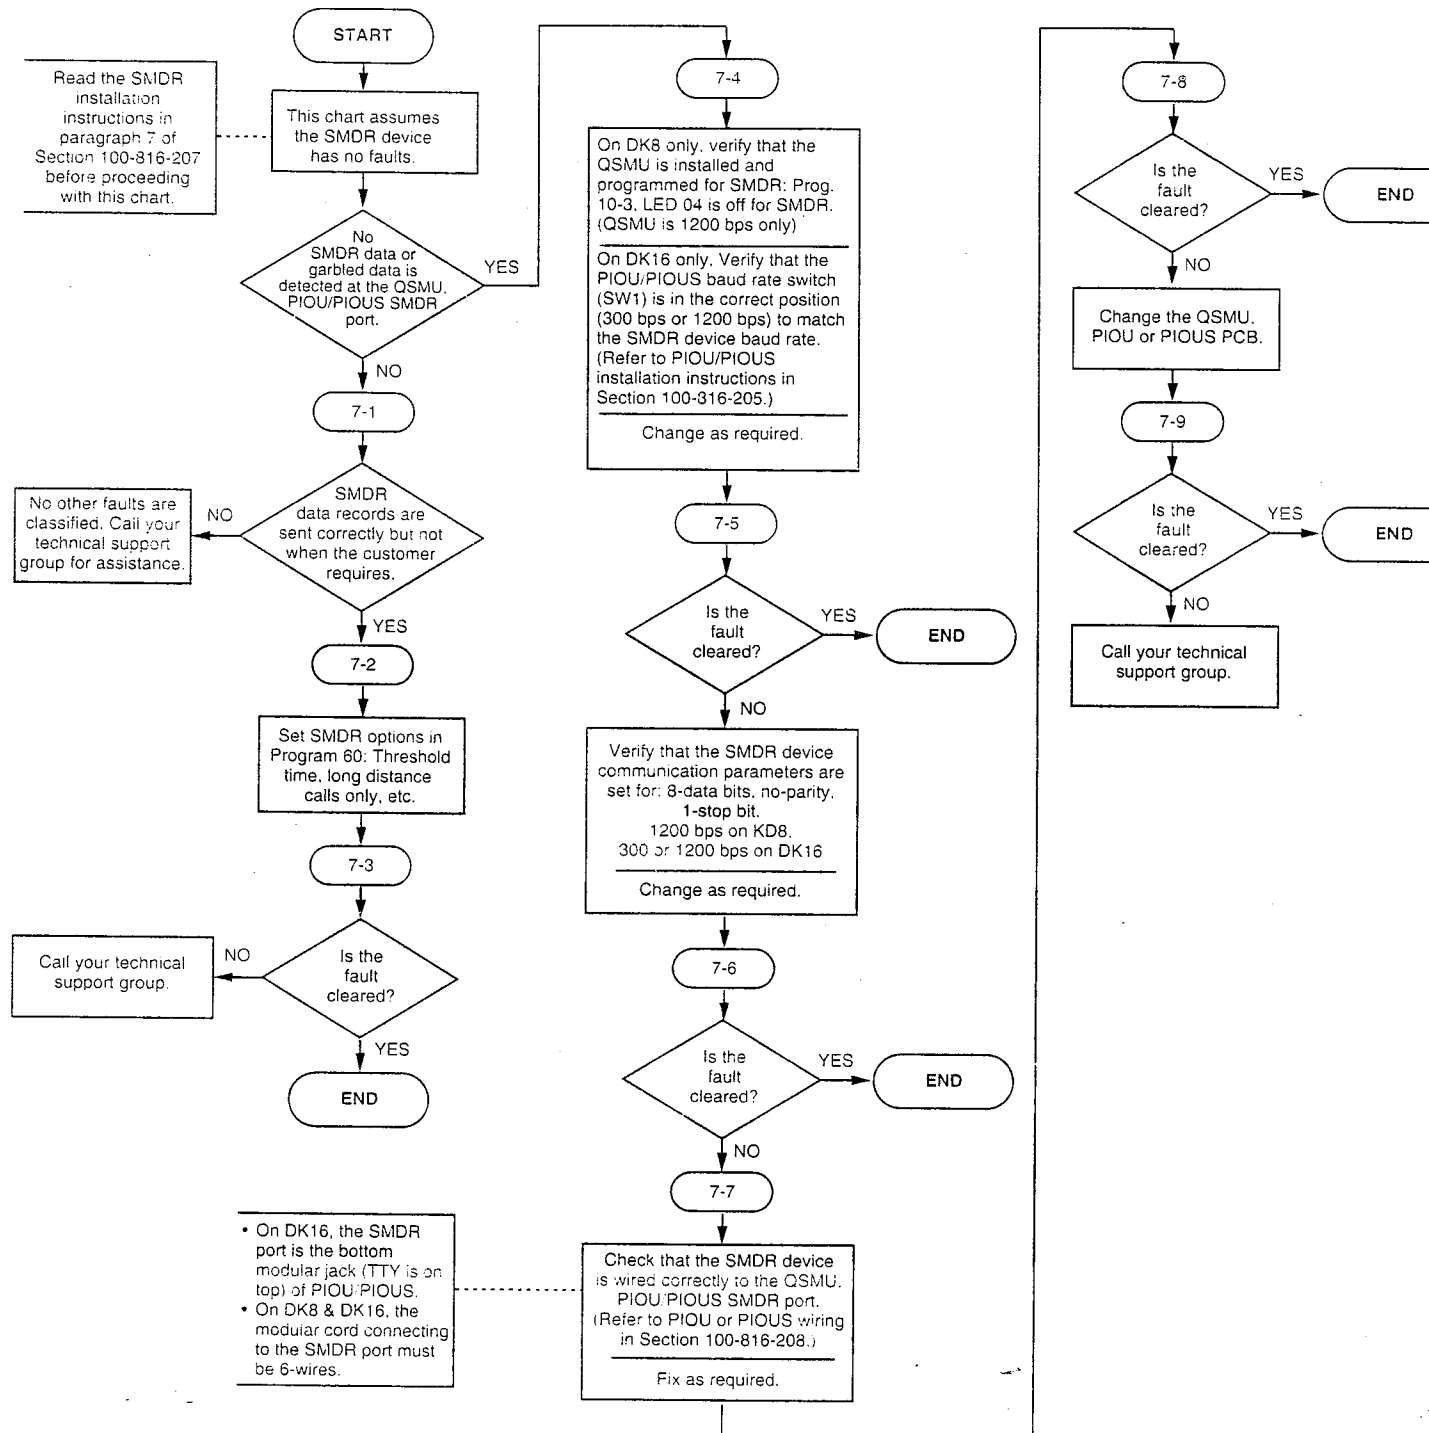 START
Read the SMDR
installation
instructions in
paragraph 7 of
Section 100-816-207
before proceeding
with this chart.
This chart assumes
the SMDR device
has no faults.
No
SMDR data or
garbled data is
detected at the QSMU,
PIOU/PIOUS SMDR
port.
YES
NO
7-1
SMDR
data records are
sent correctly but not
when the customer
requires.
NO
No other faults are
classified. Call your
technical support
group for assistance.
YES
7-2
Set SMDR options in
Program 60: Threshold
time, long distance
calls only, etc.
7-3
Is the
fault
cleared?
NO
Call your technical
support group.
YES
END
7-4
On DK8 only, verify that the
QSMU is installed and
programmed for SMDR: Prog.
10-3, LED 04 is off for SMDR.
(QSMU is 1200 bps only)
On DK16 only, Verify that the
PIOU/PIOUS baud rate switch
(SW1) is in the correct position
(300 bps or 1200 bps) to match
the SMDR device baud rate.
(Refer to PIOU/PIOUS
installation instructions in
Section 100-316-205.)
Change as required.
7-5
Is the
fault
cleared?
YES
END
NO
Verify that the SMDR device
communication parameters are
set for: 8-data bits, no-parity,
1-stop bit.
1200 bps on KD8,
300 or 1200 bps on DK16
Change as required.
7-6
Is the
fault
cleared?
YES
END
NO
7-7
• On DK16, the SMDR
port is the bottom
modular jack (TTY is on
top) of PIOU/PIOUS.
• On DK8 & DK16, the
modular cord connecting
to the SMDR port must
be 6-wires.
Check that the SMDR device
is wired correctly to the QSMU,
PIOU/PIOUS SMDR port.
(Refer to PIOU or PIOUS wiring
in Section 100-816-208.)
Fix as required.
7-8
Is the
fault
cleared?
YES
END
NO
Change the QSMU,
PIOU or PIOUS PCB.
7-9
Is the
fault
cleared?
YES
END
NO
Call your technical
support group.